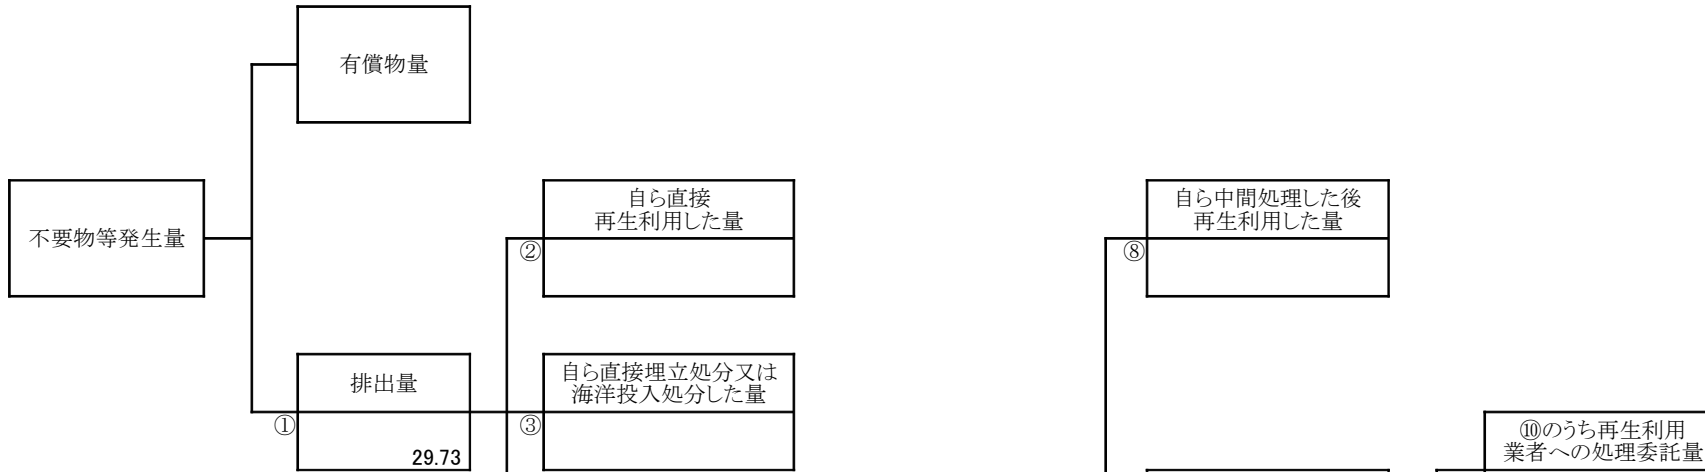 有償物量
不要物等発生量
自ら直接
再生利用した量
②
自ら中間処理した後
再生利用した量
⑧
排出量
①
29.73
自ら直接埋立処分又は
海洋投入処分した量
③
⑩のうち再生利用
業者への処理委託量